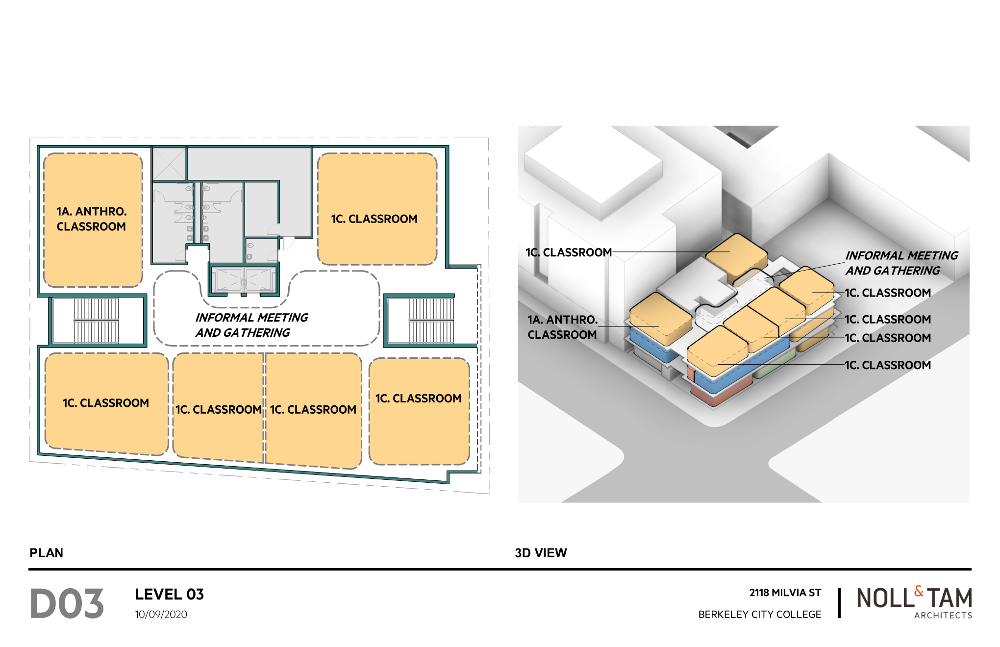 1A. ANTHRO.
CLASSROOM
1C. CLASSROOM
INFORMAL MEETING
AND GATHERING
1C. CLASSROOM
1C. CLASSROOM
1C. CLASSROOM
1C. CLASSROOM
1C. CLASSROOM
INFORMAL MEETING
AND GATHERING
1C. CLASSROOM
1A. ANTHRO.
CLASSROOM
1C. CLASSROOM
1C. CLASSROOM
1C. CLASSROOM
PLAN
3D VIEW
D03
LEVEL 03
10/09/2020
2118 MILVIA ST
BERKELEY CITY COLLEGE
NOLL & TAM
ARCHITECTS